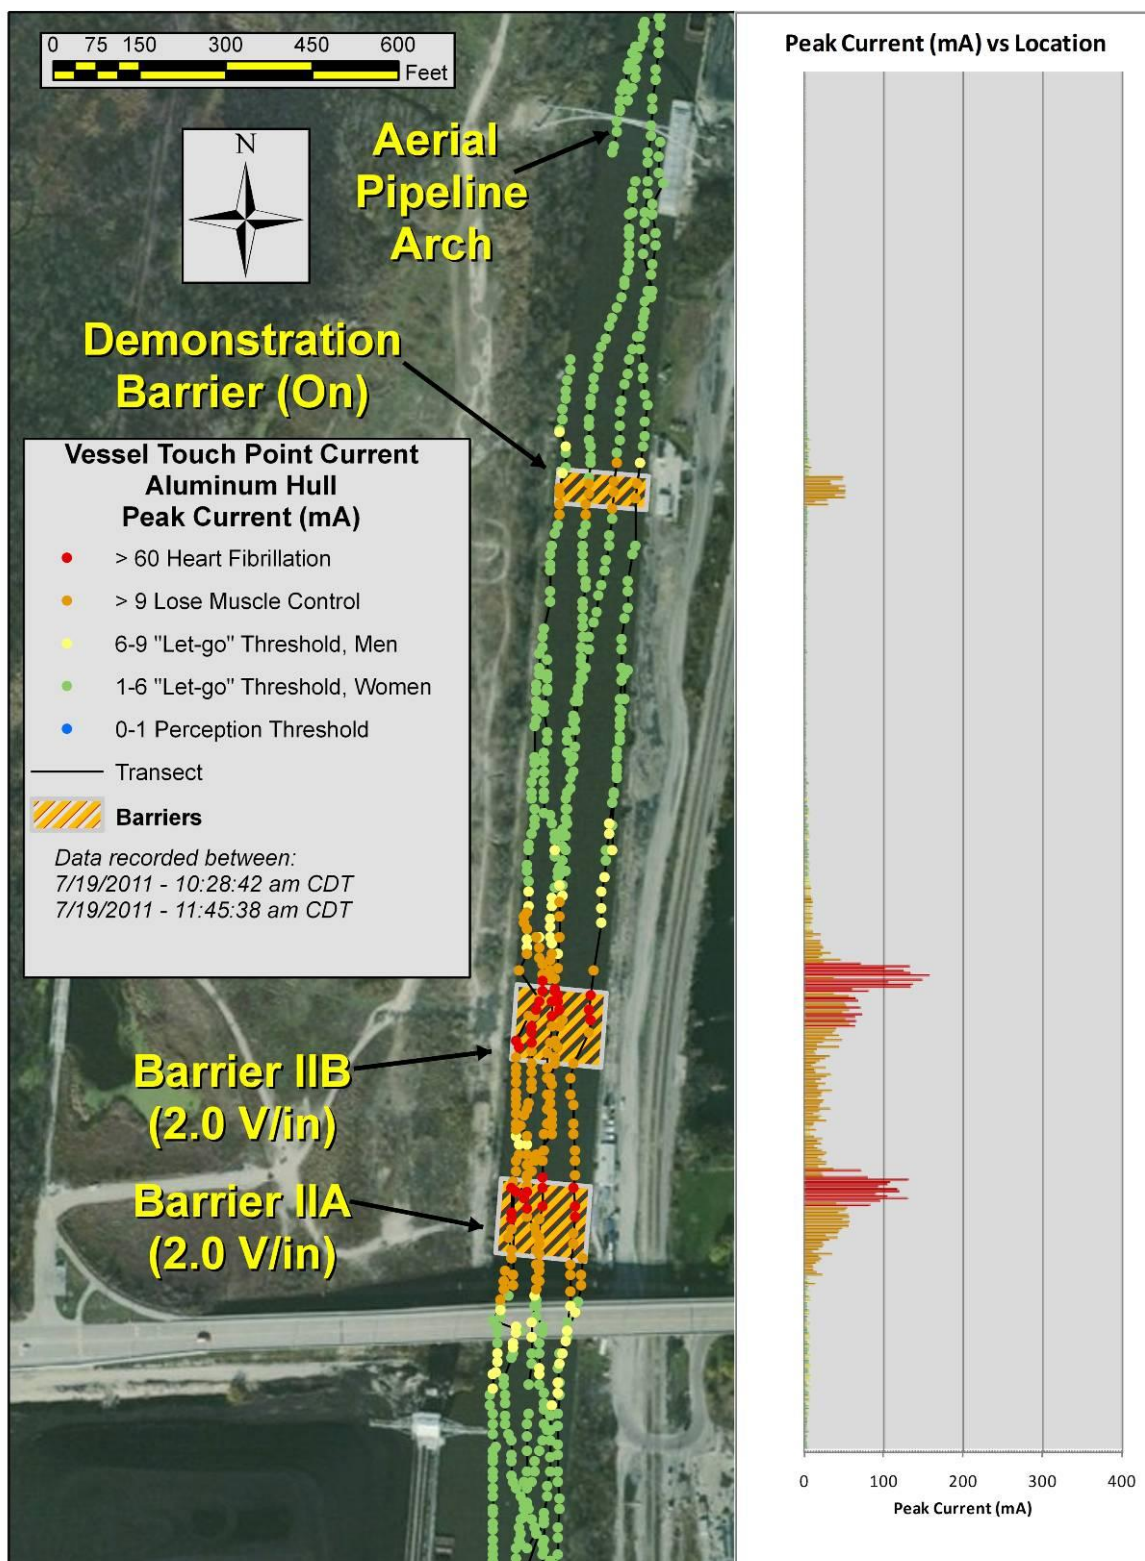 0 75 150 300 450 600
Feet
N
Aerial
Pipeline
Arch
Demonstration
Barrier (On)
Vessel Touch Point Current
Aluminum Hull
Peak Current (mA)
> 60 Heart Fibrillation
> 9 Lose Muscle Control
6-9 "Let-go" Threshold, Men
1-6 "Let-go" Threshold, Women
0-1 Perception Threshold
Transect
Barriers
Data recorded between:
7/19/2011 - 10:28:42 am CDT
7/19/2011 - 11:45:38 am CDT
Barrier IIB
(2.0 V/in)
Barrier IIA
(2.0 V/in)
Peak Current (mA) vs Location
0 100 200 300 400
Peak Current (mA)